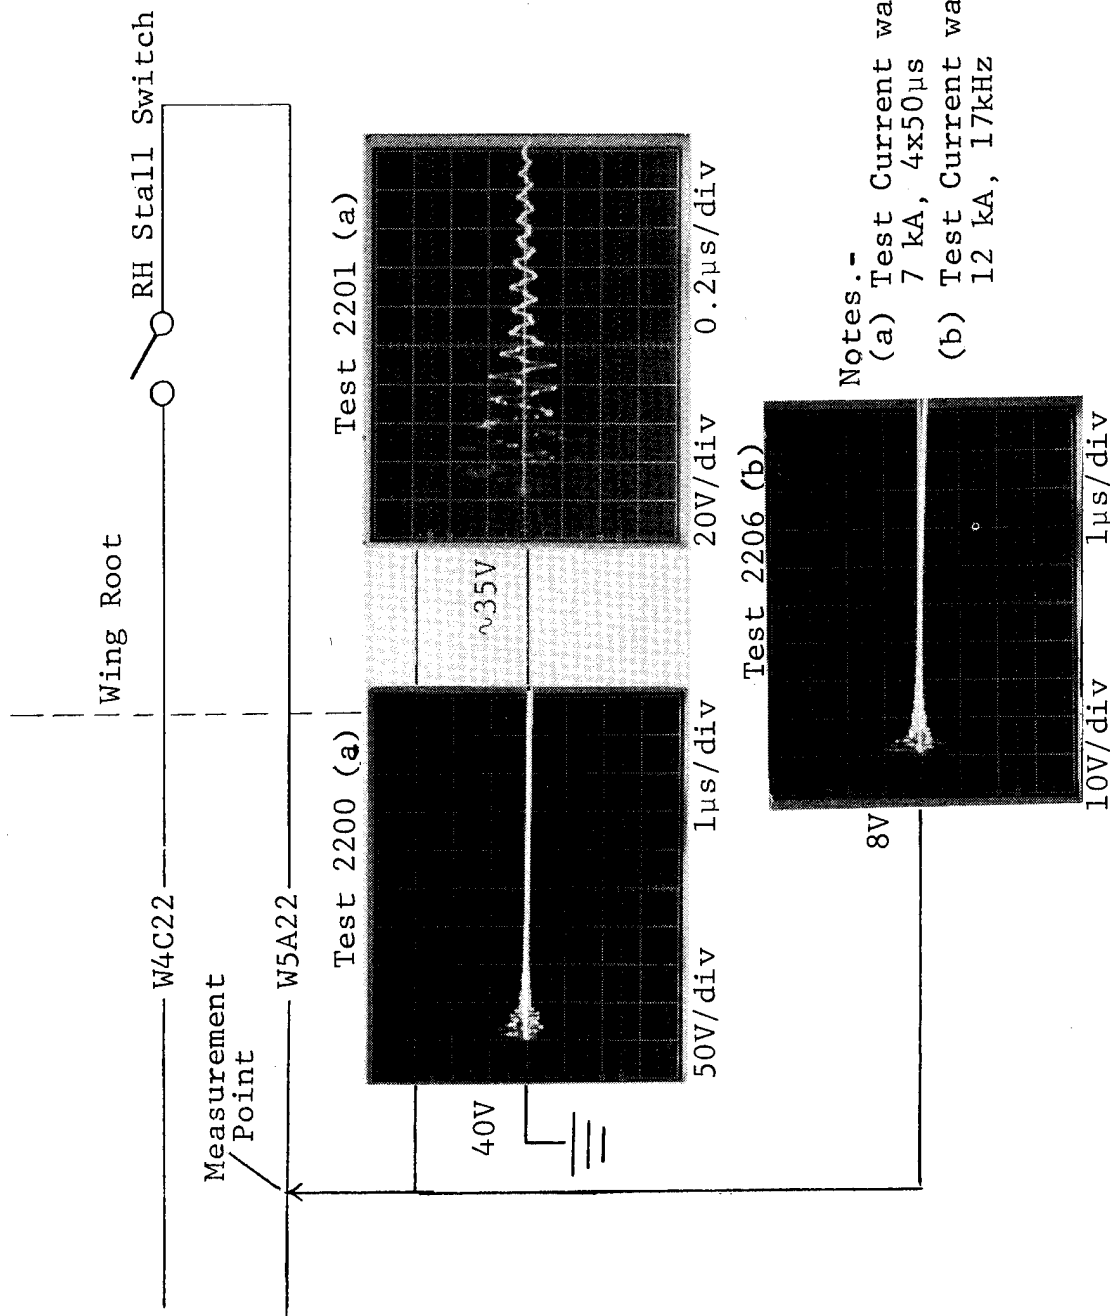 RH Stall Switch
Wing Root
W4C22
W5A22
Measurement
Point
Test 2200 (a)
Test 2201 (a)
40V
~35V
50V/div
1μs/div
20V/div
0.2μs/div
Test 2206 (b)
8V
10V/div
1μs/div
Notes.-
(a) Test Current wa
7 kA, 4x50μs
(b) Test Current wa
12 kA, 17kHz